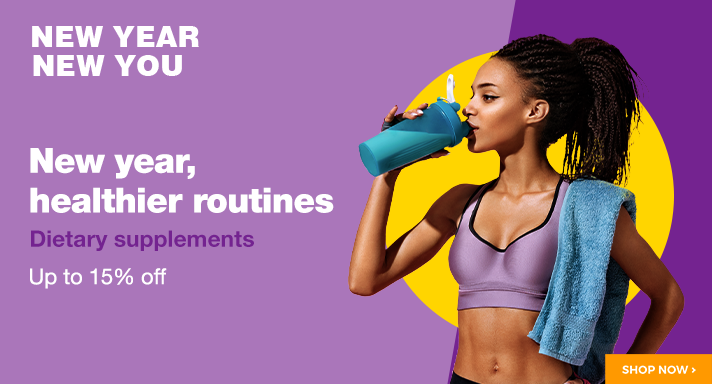 NEW YEAR
NEW YOU
New year,
healthier routines
Dietary supplements
Up to 15% off
SHOP NOW ›